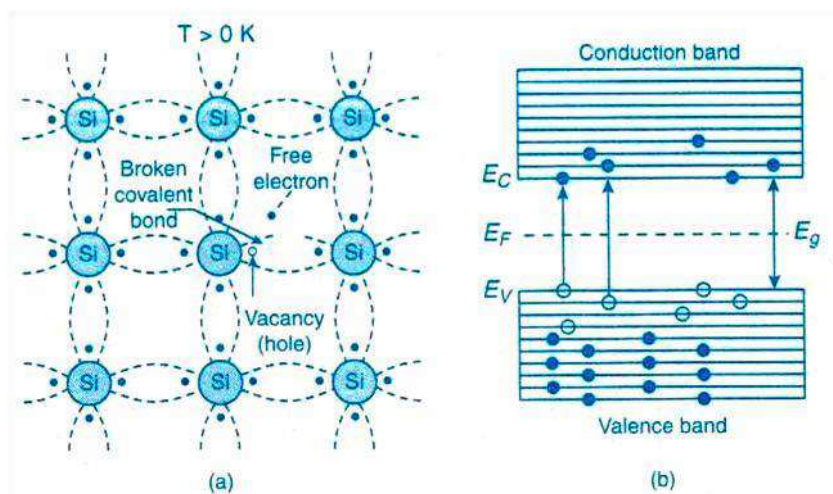 T > 0 K
Si
Si
Si
Broken
covalent
bond
Free
electron
Si
Si
Si
Vacancy
(hole)
Si
Si
Si
(a)
Conduction band
E_C
E_F
E_g
E_V
Valence band
(b)